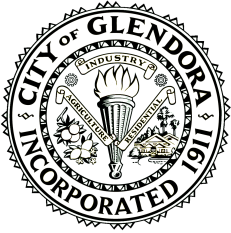 CITY OF GLENDORA
INDUSTRY
AGRICULTURE
RESIDENTIAL
INCORPORATED 1911